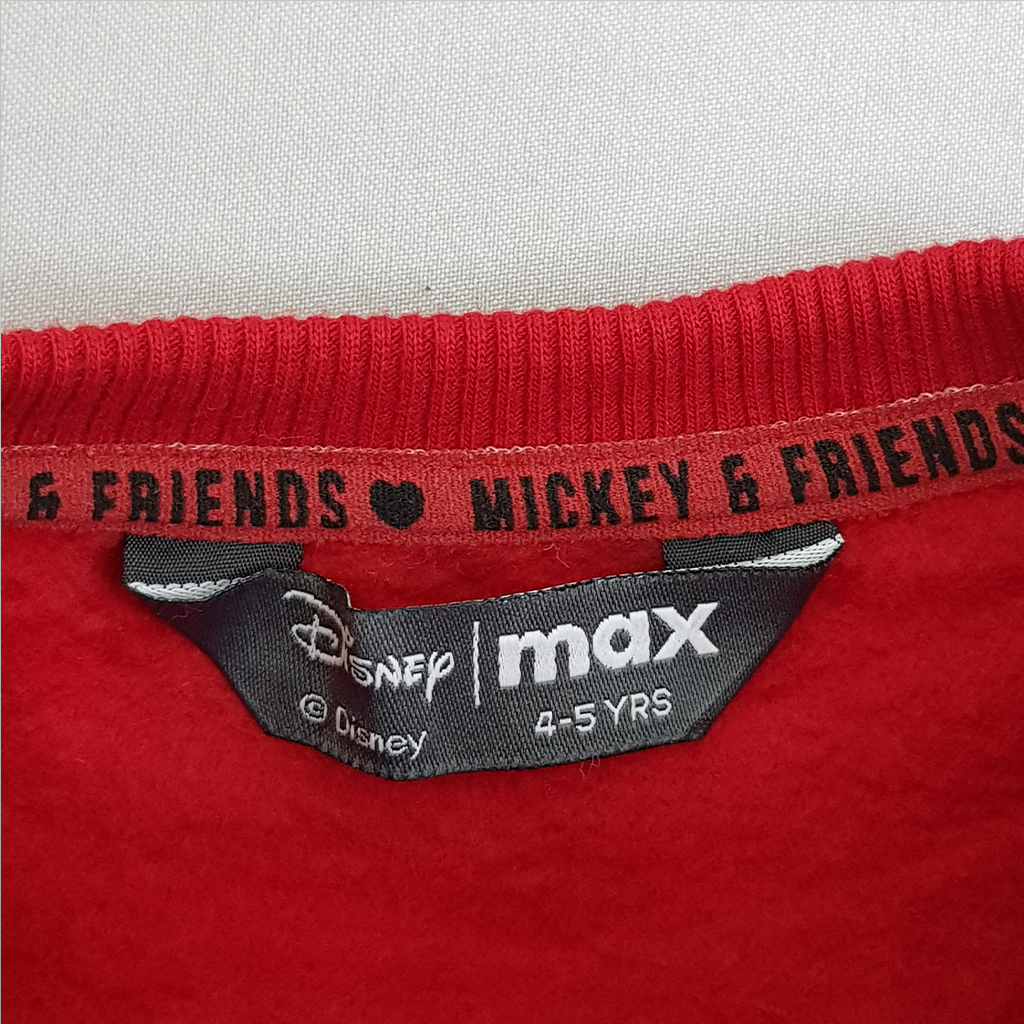 & FRIENDS ♥ MICKEY & FRIENDS
Disney | max
© Disney
4-5 YRS